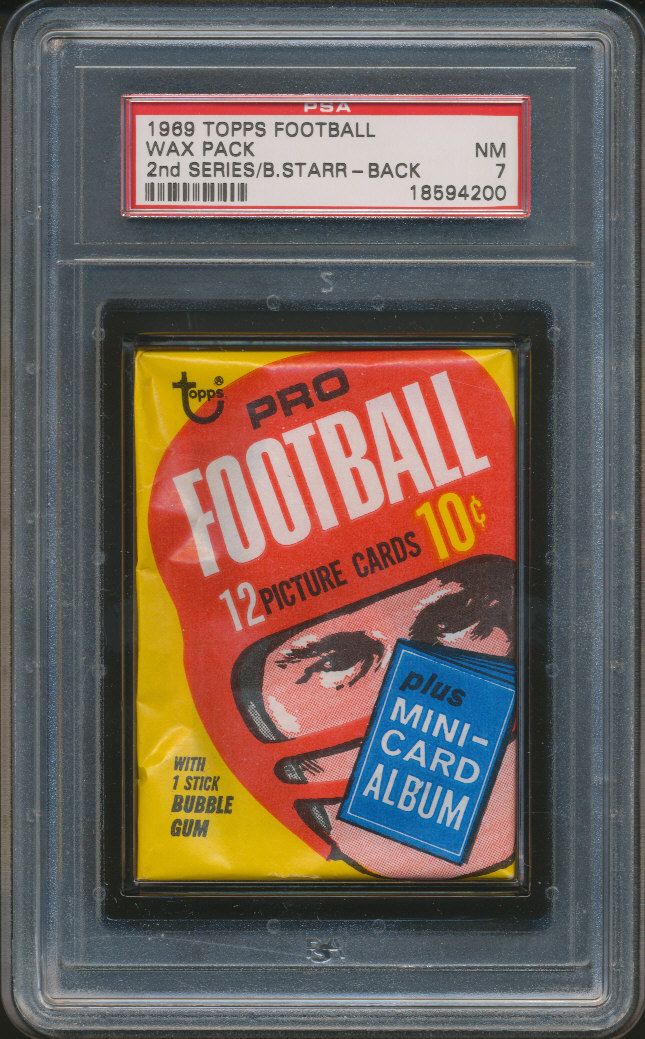 PSA
1969 TOPPS FOOTBALL
WAX PACK NM
2nd SERIES/B.STARR-BACK 7
18594200
Topps®
PRO
FOOTBALL
12 PICTURE CARDS 10¢
plus
MINI-
CARD
ALBUM
WITH
1 STICK
BUBBLE
GUM
PSA